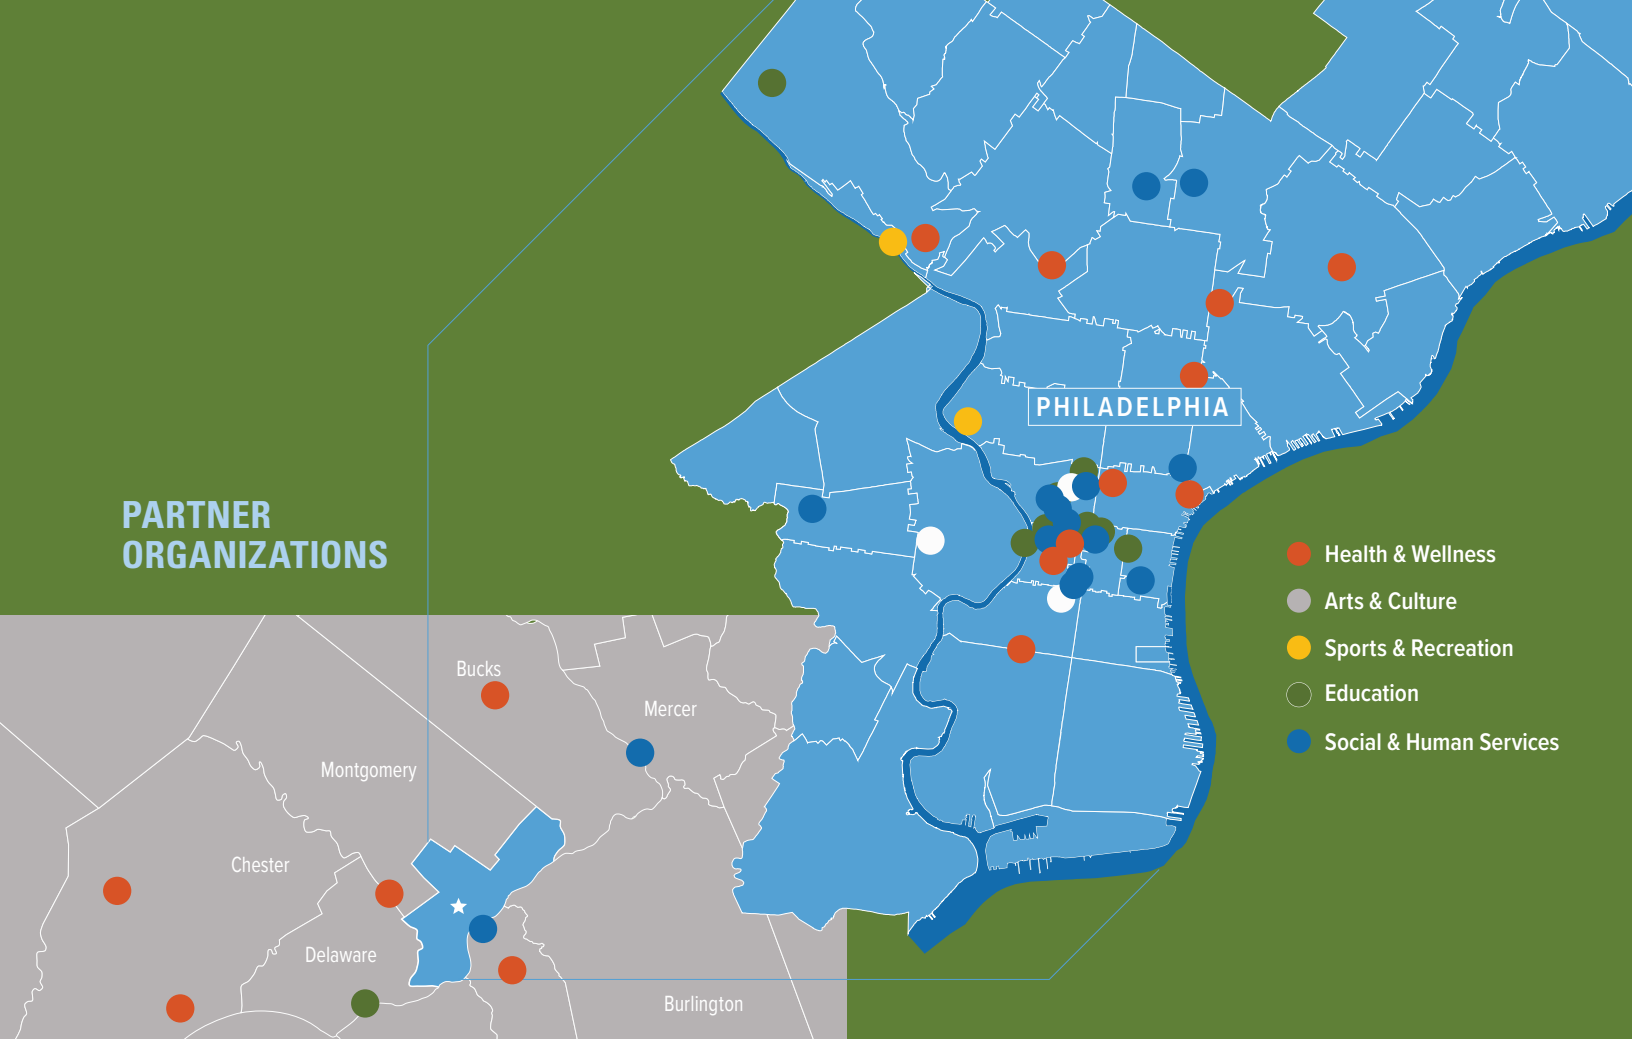 PHILADELPHIA
PARTNER
ORGANIZATIONS
Health & Wellness
Arts & Culture
Sports & Recreation
Education
Social & Human Services
Bucks
Mercer
Montgomery
Chester
Delaware
Burlington